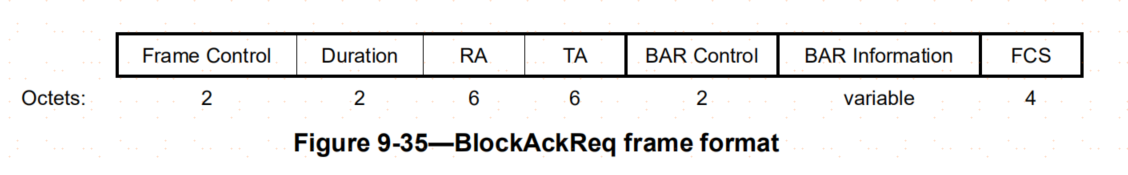 Frame Control Duration RA TA BAR Control BAR Information FCS
Octets: 2 2 6 6 2 variable 4
Figure 9-35—BlockAckReq frame format